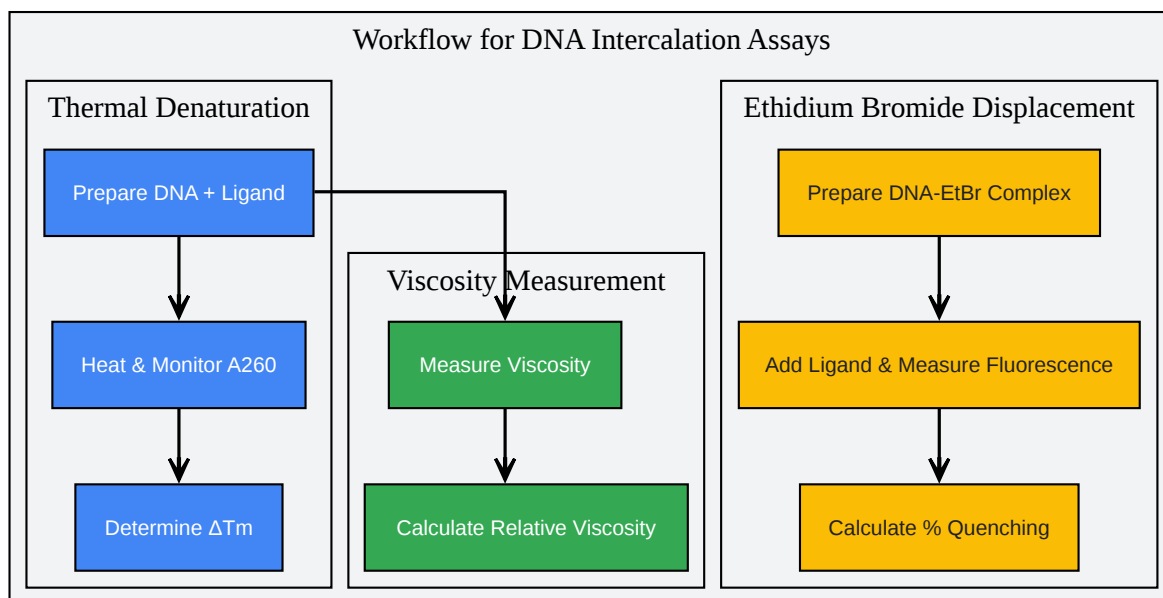 Workflow for DNA Intercalation Assays
Thermal Denaturation
Prepare DNA + Ligand
Heat & Monitor A260
Determine ΔTm
Viscosity Measurement
Measure Viscosity
Calculate Relative Viscosity
Ethidium Bromide Displacement
Prepare DNA-EtBr Complex
Add Ligand & Measure Fluorescence
Calculate % Quenching